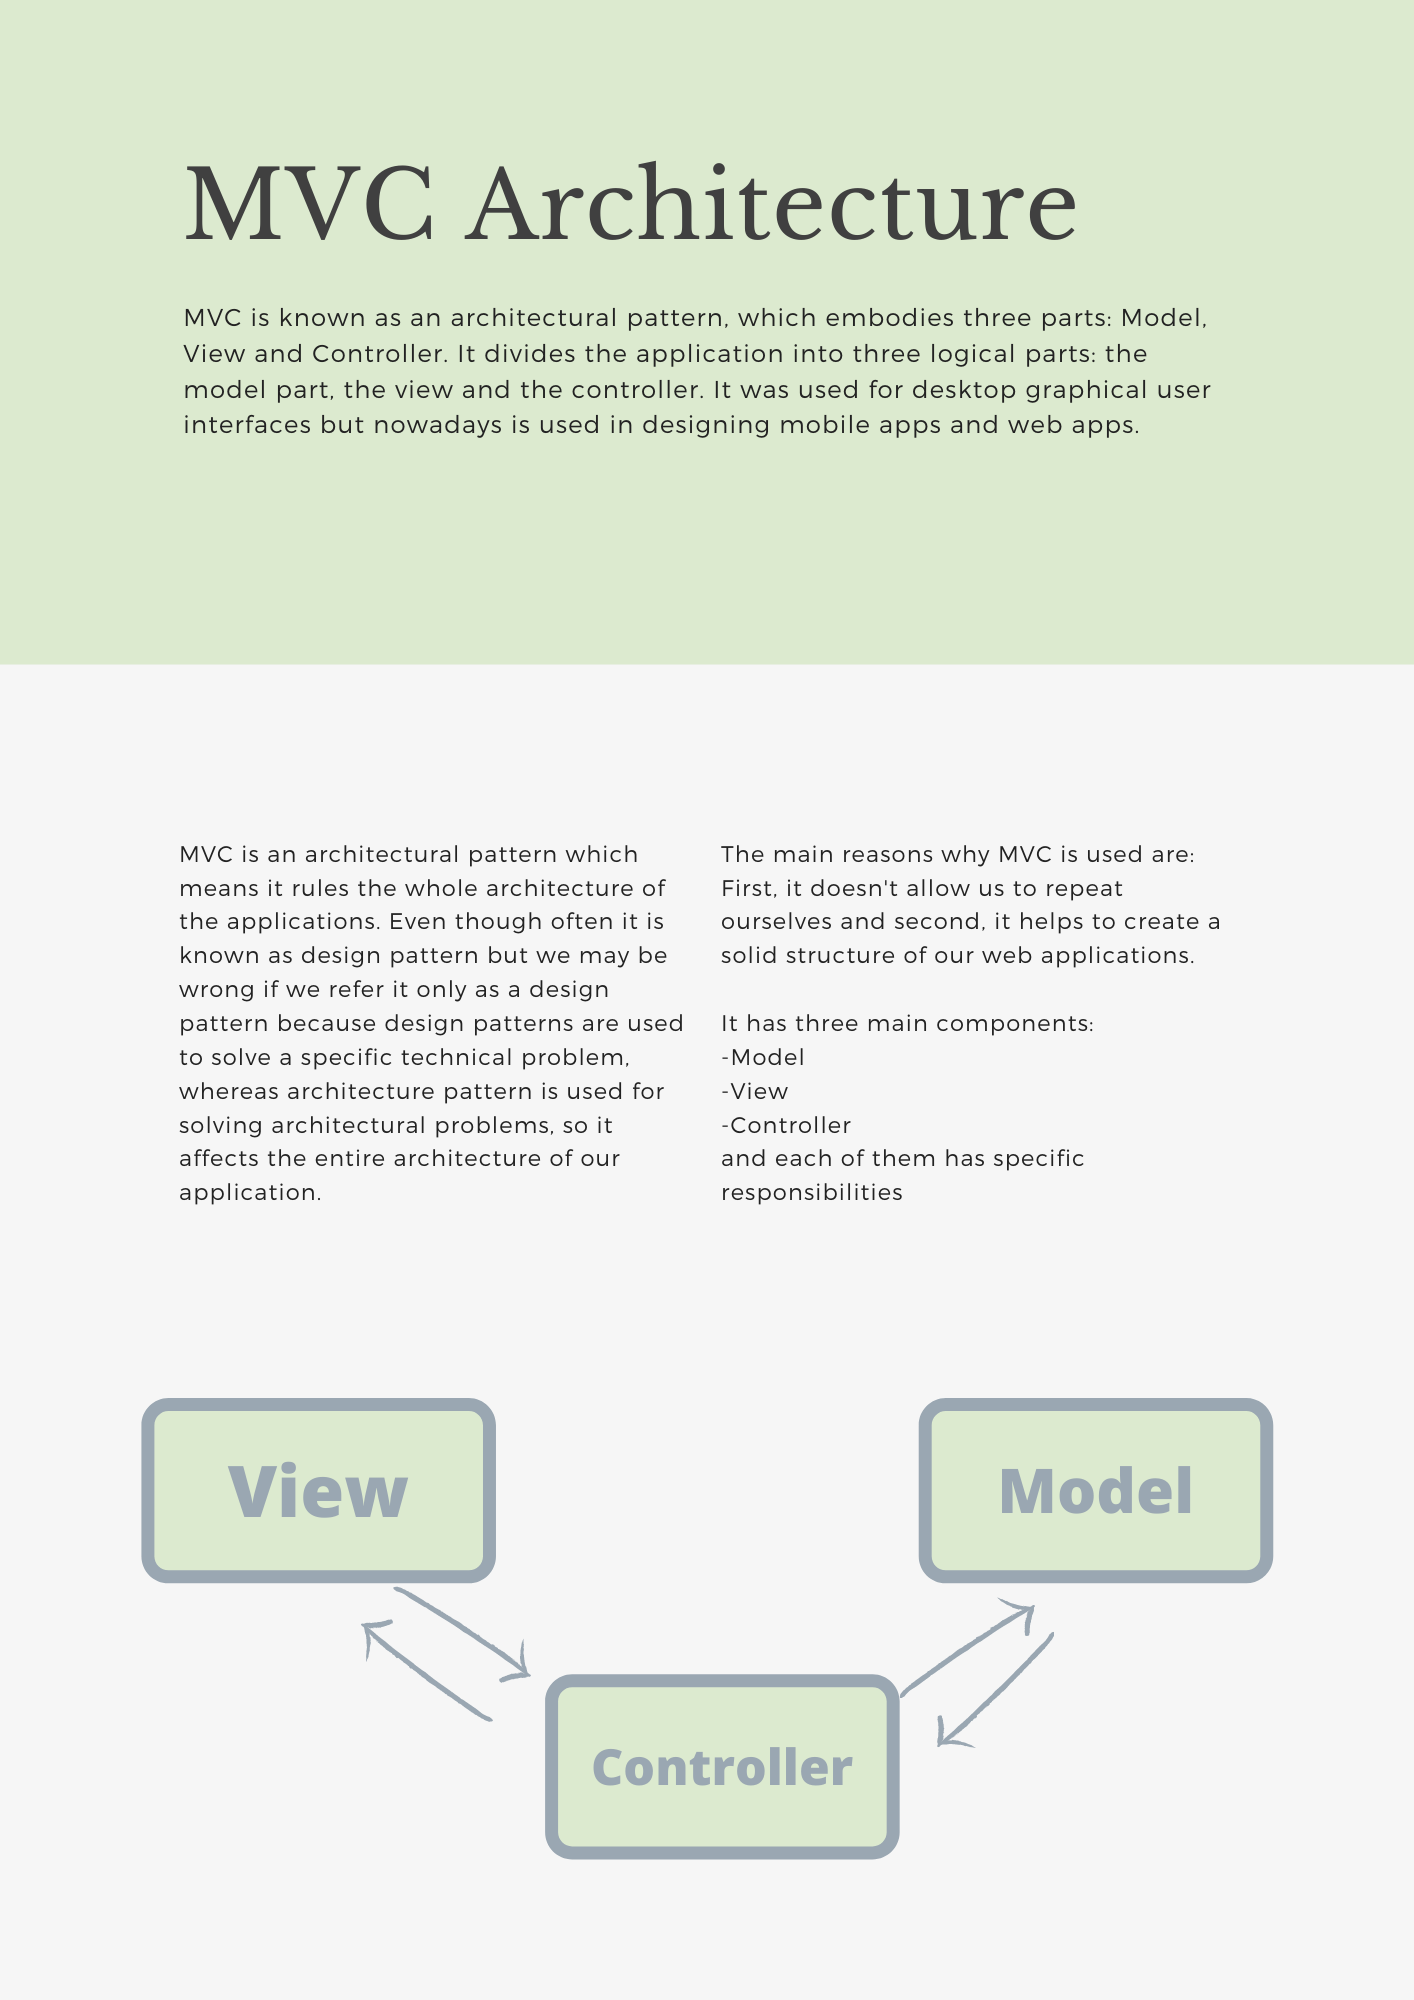 MVC Architecture
MVC is known as an architectural pattern, which embodies three parts: Model,
View and Controller. It divides the application into three logical parts: the
model part, the view and the controller. It was used for desktop graphical user
interfaces but nowadays is used in designing mobile apps and web apps.
MVC is an architectural pattern which
means it rules the whole architecture of
the applications. Even though often it is
known as design pattern but we may be
wrong if we refer it only as a design
pattern because design patterns are used
to solve a specific technical problem,
whereas architecture pattern is used for
solving architectural problems, so it
affects the entire architecture of our
application.
The main reasons why MVC is used are:
First, it doesn't allow us to repeat
ourselves and second, it helps to create a
solid structure of our web applications.
It has three main components:
-Model
-View
-Controller
and each of them has specific
responsibilities
View
Model
Controller